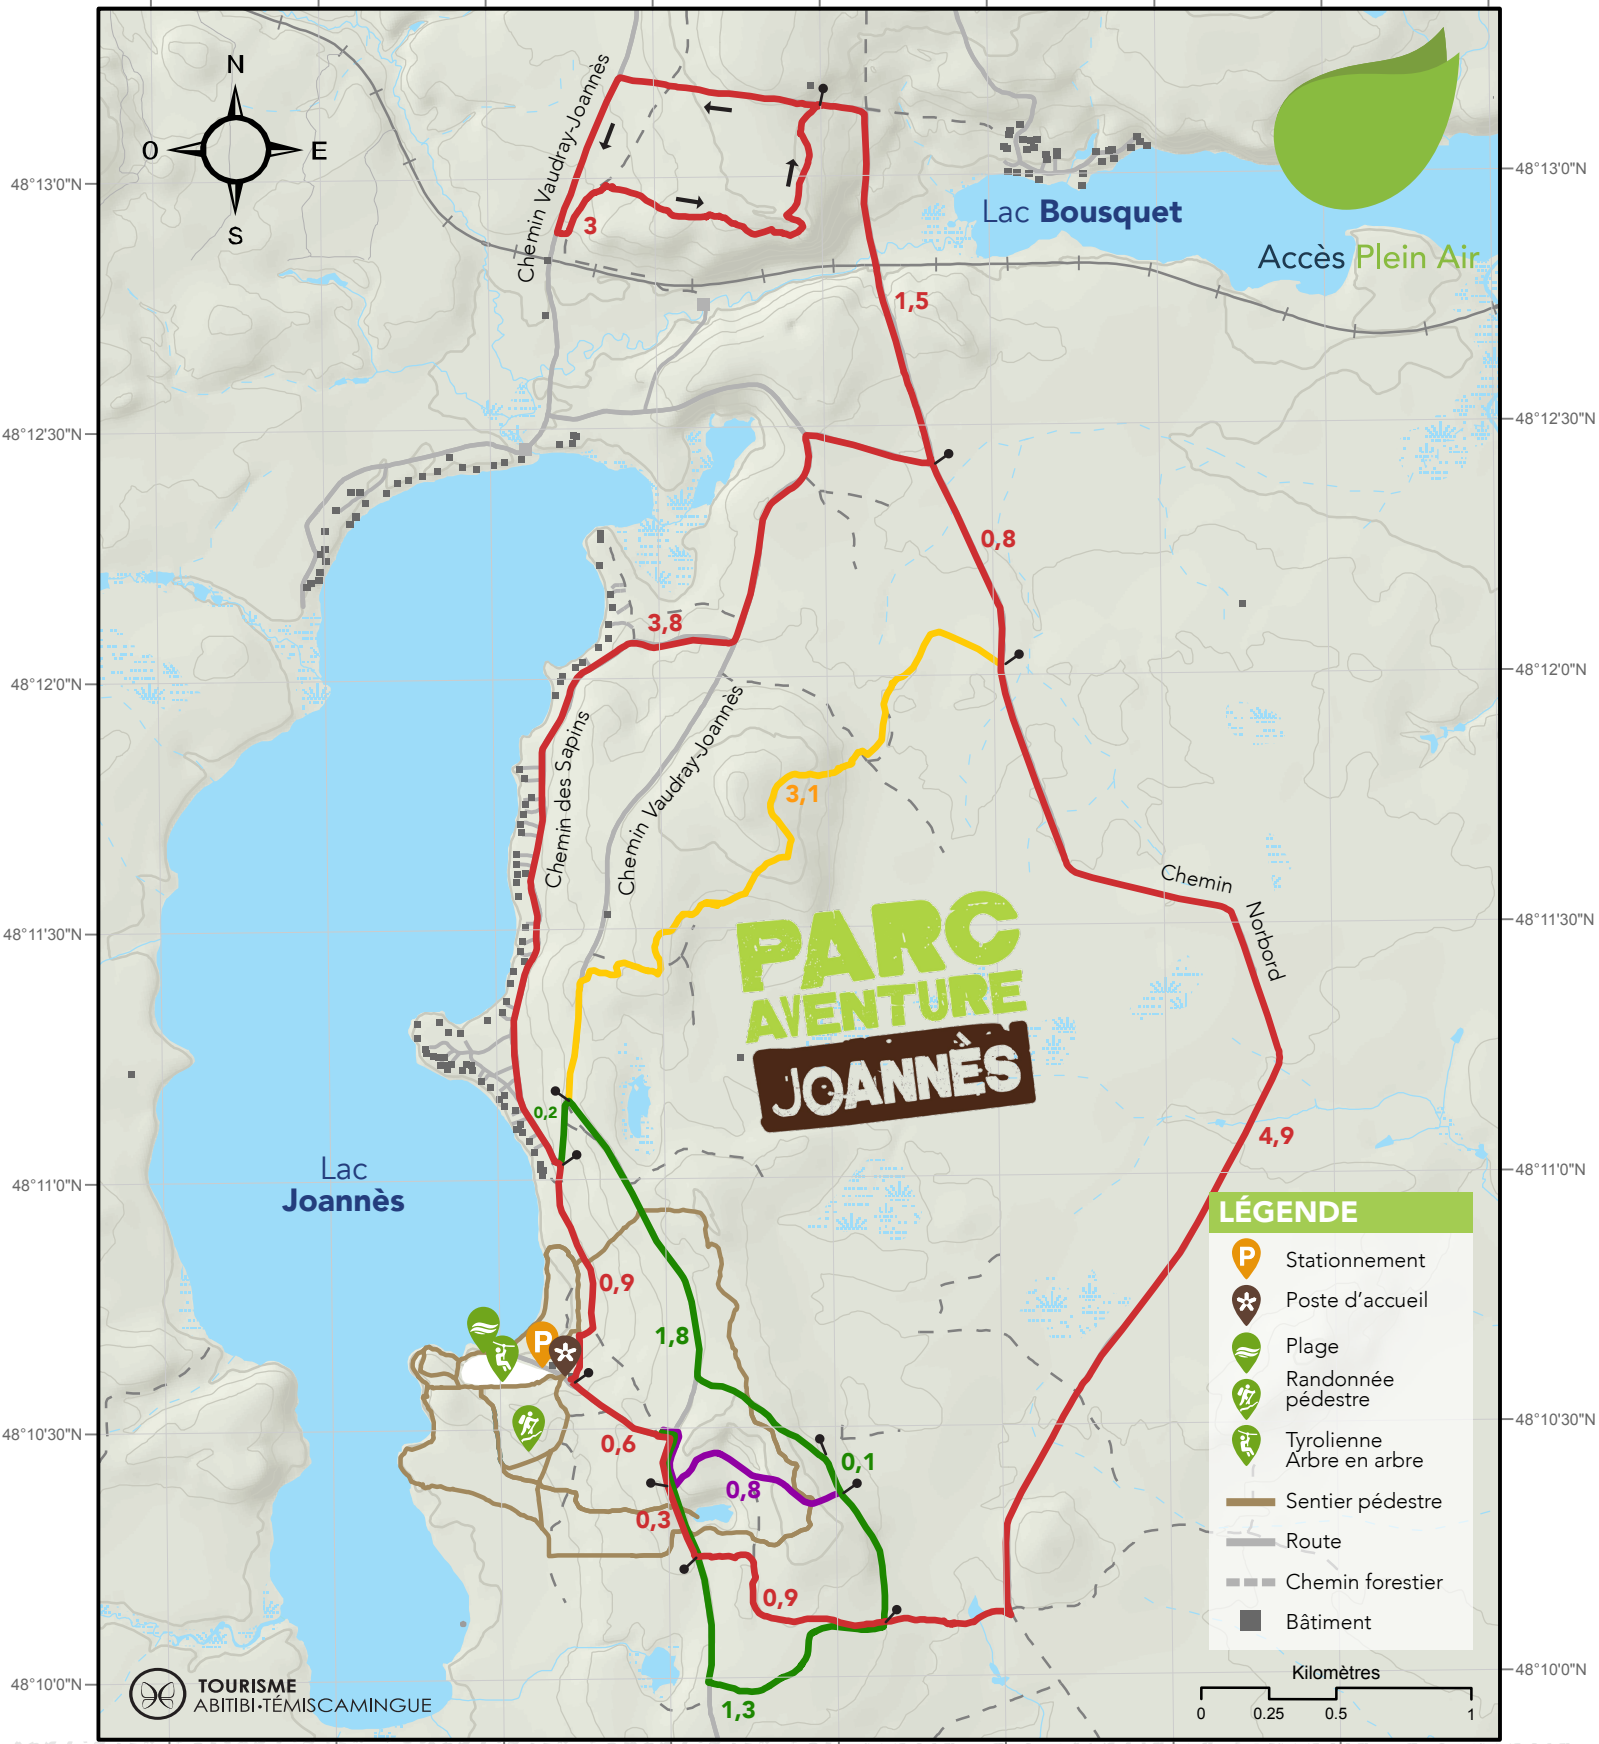 N
O
E
S
Chemin Vaudray-Joannès
3
Lac Bousquet
Accès Plein Air
1,5
48°13'0"N
48°13'0"N
48°12'30"N
48°12'30"N
0,8
3,8
48°12'0"N
48°12'0"N
Chemin des Sapins
Chemin Vaudray-Joannès
3,1
Chemin
Norbord
48°11'30"N
48°11'30"N
PARC
AVENTURE
JOANNÈS
0,2
4,9
Lac
Joannès
48°11'0"N
48°11'0"N
0,9
1,8
P
0,6
0,1
0,8
0,3
48°10'30"N
48°10'30"N
0,9
1,3
48°10'0"N
48°10'0"N
LÉGENDE
P
Stationnement
Poste d'accueil
Plage
Randonnée
pédestre
Tyrolienne
Arbre en arbre
Sentier pédestre
Route
Chemin forestier
Bâtiment
Kilomètres
0 0.25 0.5 1
TOURISME
ABITIBI•TÉMISCAMINGUE